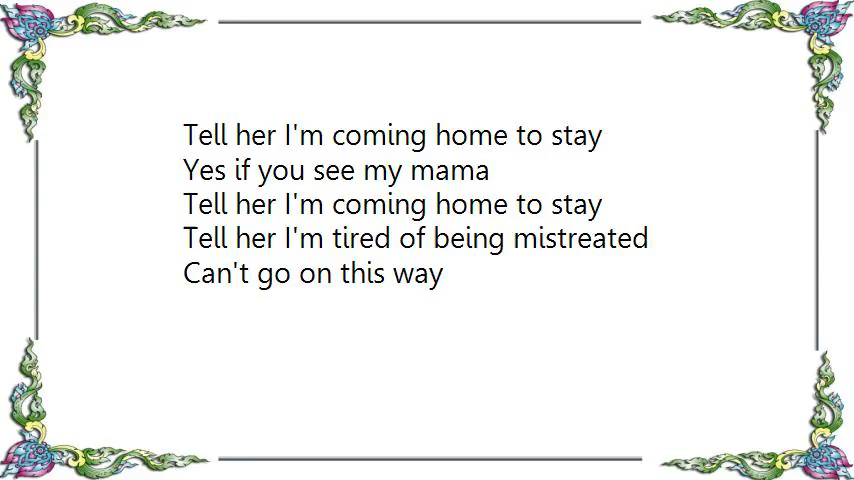 Tell her I'm coming home to stay
Yes if you see my mama
Tell her I'm coming home to stay
Tell her I'm tired of being mistreated
Can't go on this way